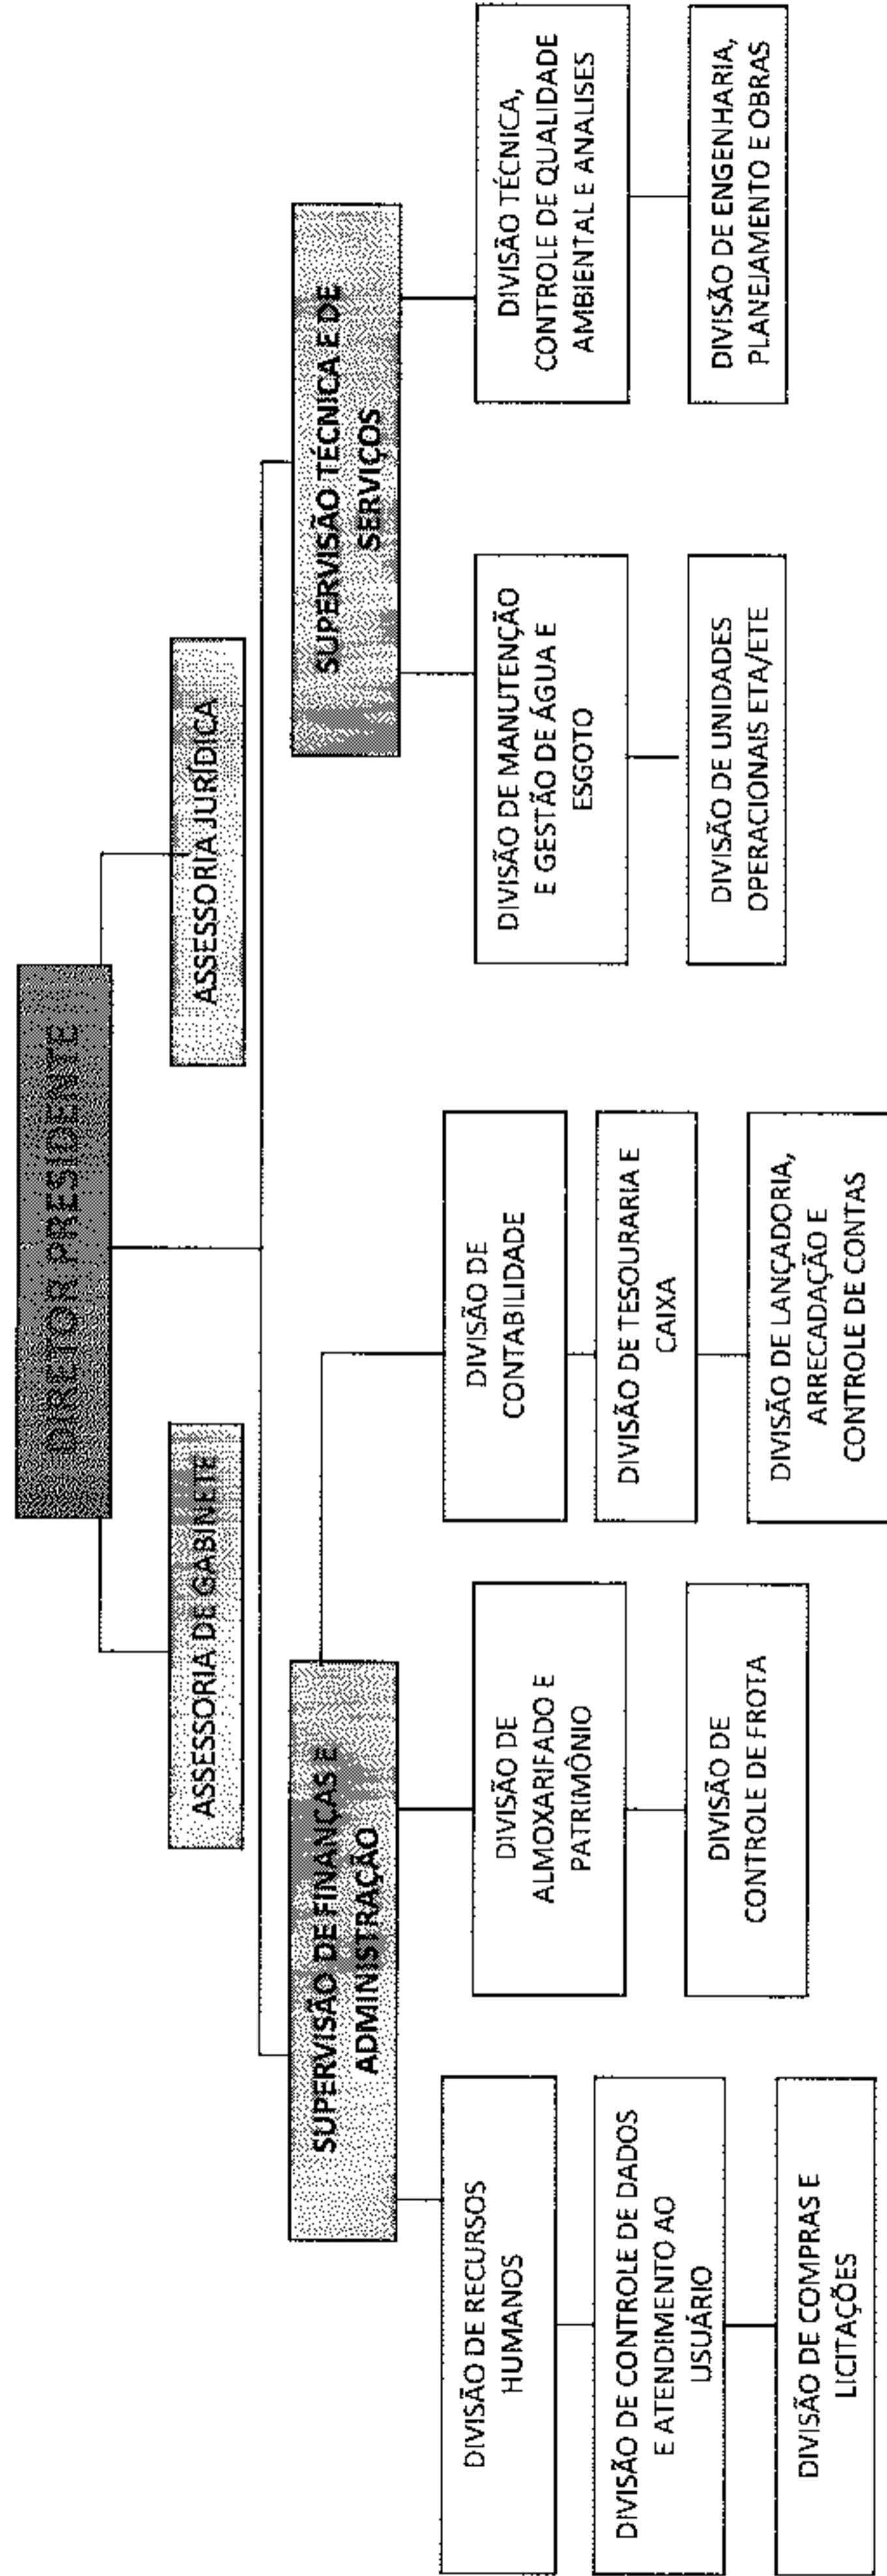 DIRETOR PRESIDENTE
ASSESSORIA DE GABINETE
ASSESSORIA JURÍDICA
SUPERVISÃO DE FINANÇAS E
ADMINISTRAÇÃO
SUPERVISÃO TÉCNICA E DE
SERVIÇOS
DIVISÃO DE RECURSOS
HUMANOS
DIVISÃO DE CONTROLE DE DADOS
E ATENDIMENTO AO
USUÁRIO
DIVISÃO DE COMPRAS E
LICITAÇÕES
DIVISÃO DE
ALMOXARIFADO E
PATRIMÔNIO
DIVISÃO DE
CONTROLE DE FROTA
DIVISÃO DE
CONTABILIDADE
DIVISÃO DE TESOURARIA E
CAIXA
DIVISÃO DE LANÇADORIA,
ARRECADAÇÃO E
CONTROLE DE CONTAS
DIVISÃO DE MANUTENÇÃO
E GESTÃO DE ÁGUA E
ESGOTO
DIVISÃO DE UNIDADES
OPERACIONAIS ETA/ETE
DIVISÃO TÉCNICA,
CONTROLE DE QUALIDADE
AMBIENTAL E ANALISES
DIVISÃO DE ENGENHARIA,
PLANEJAMENTO E OBRAS